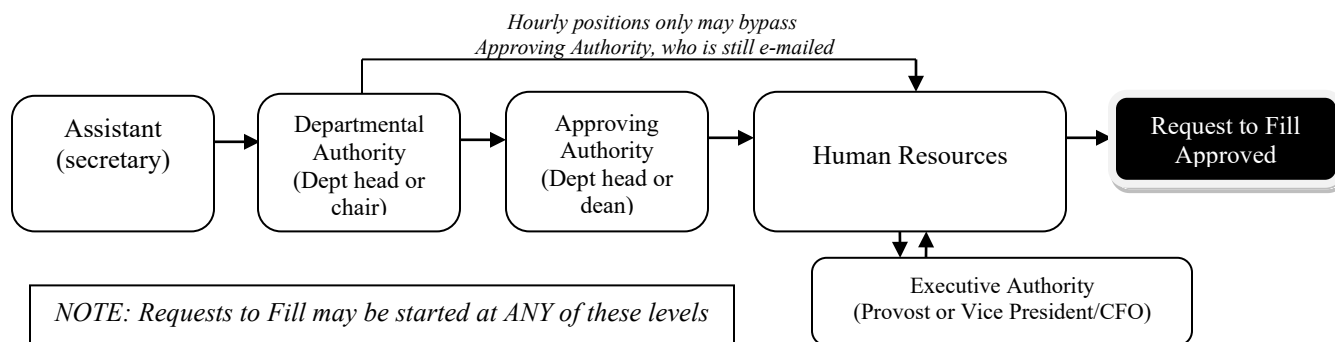 Hourly positions only may bypass
Approving Authority, who is still e-mailed
Assistant
(secretary)
Departmental
Authority
(Dept head or
chair)
Approving
Authority
(Dept head or
dean)
Human Resources
Request to Fill
Approved
Executive Authority
(Provost or Vice President/CFO)
NOTE: Requests to Fill may be started at ANY of these levels